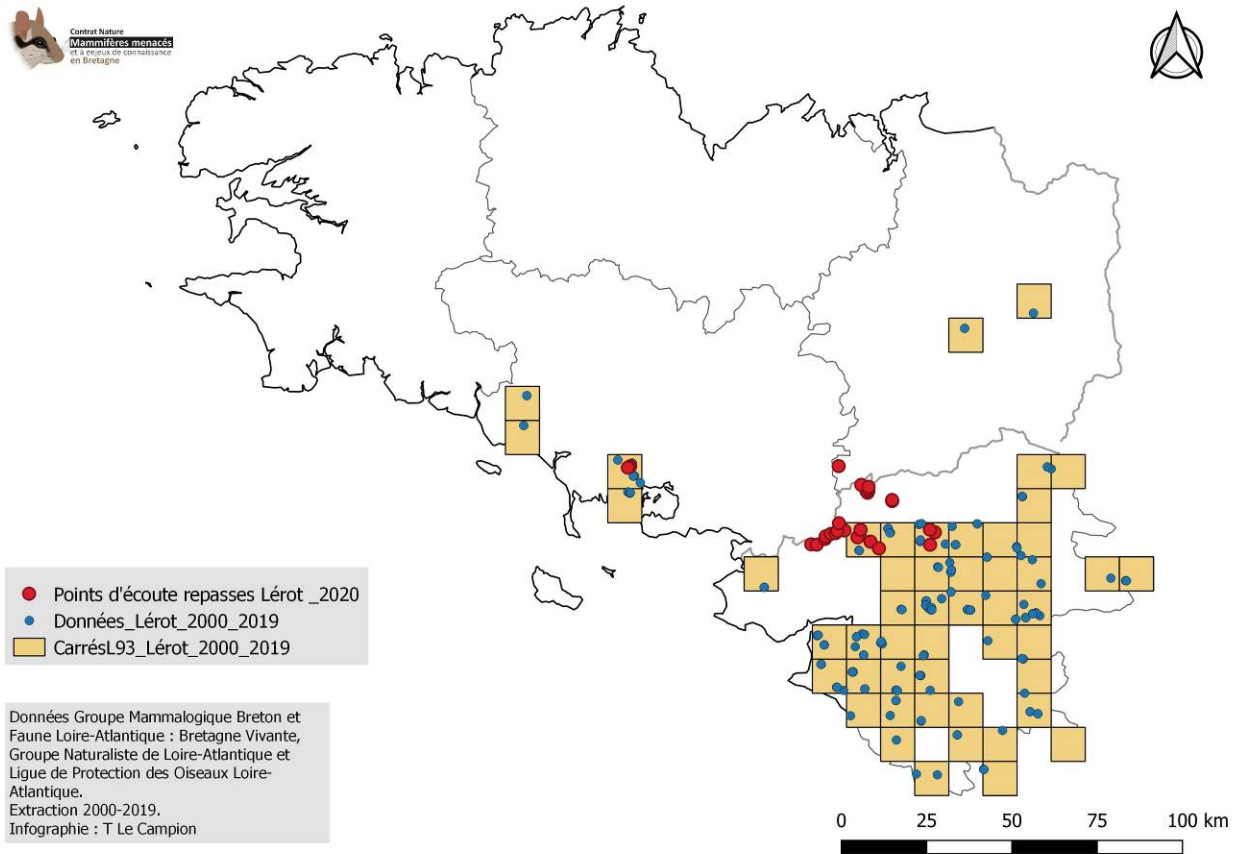 Contrat Nature
Mammifères menacés
et à enjeux de connaissance
en Bretagne
Points d'écoute repasses Lérot _2020
Données_Lérot_2000_2019
CarrésL93_Lérot_2000_2019
Données Groupe Mammalogique Breton et
Faune Loire-Atlantique : Bretagne Vivante,
Groupe Naturaliste de Loire-Atlantique et
Ligue de Protection des Oiseaux Loire-
Atlantique.
Extraction 2000-2019.
Infographie : T Le Campion
0 25 50 75 100 km